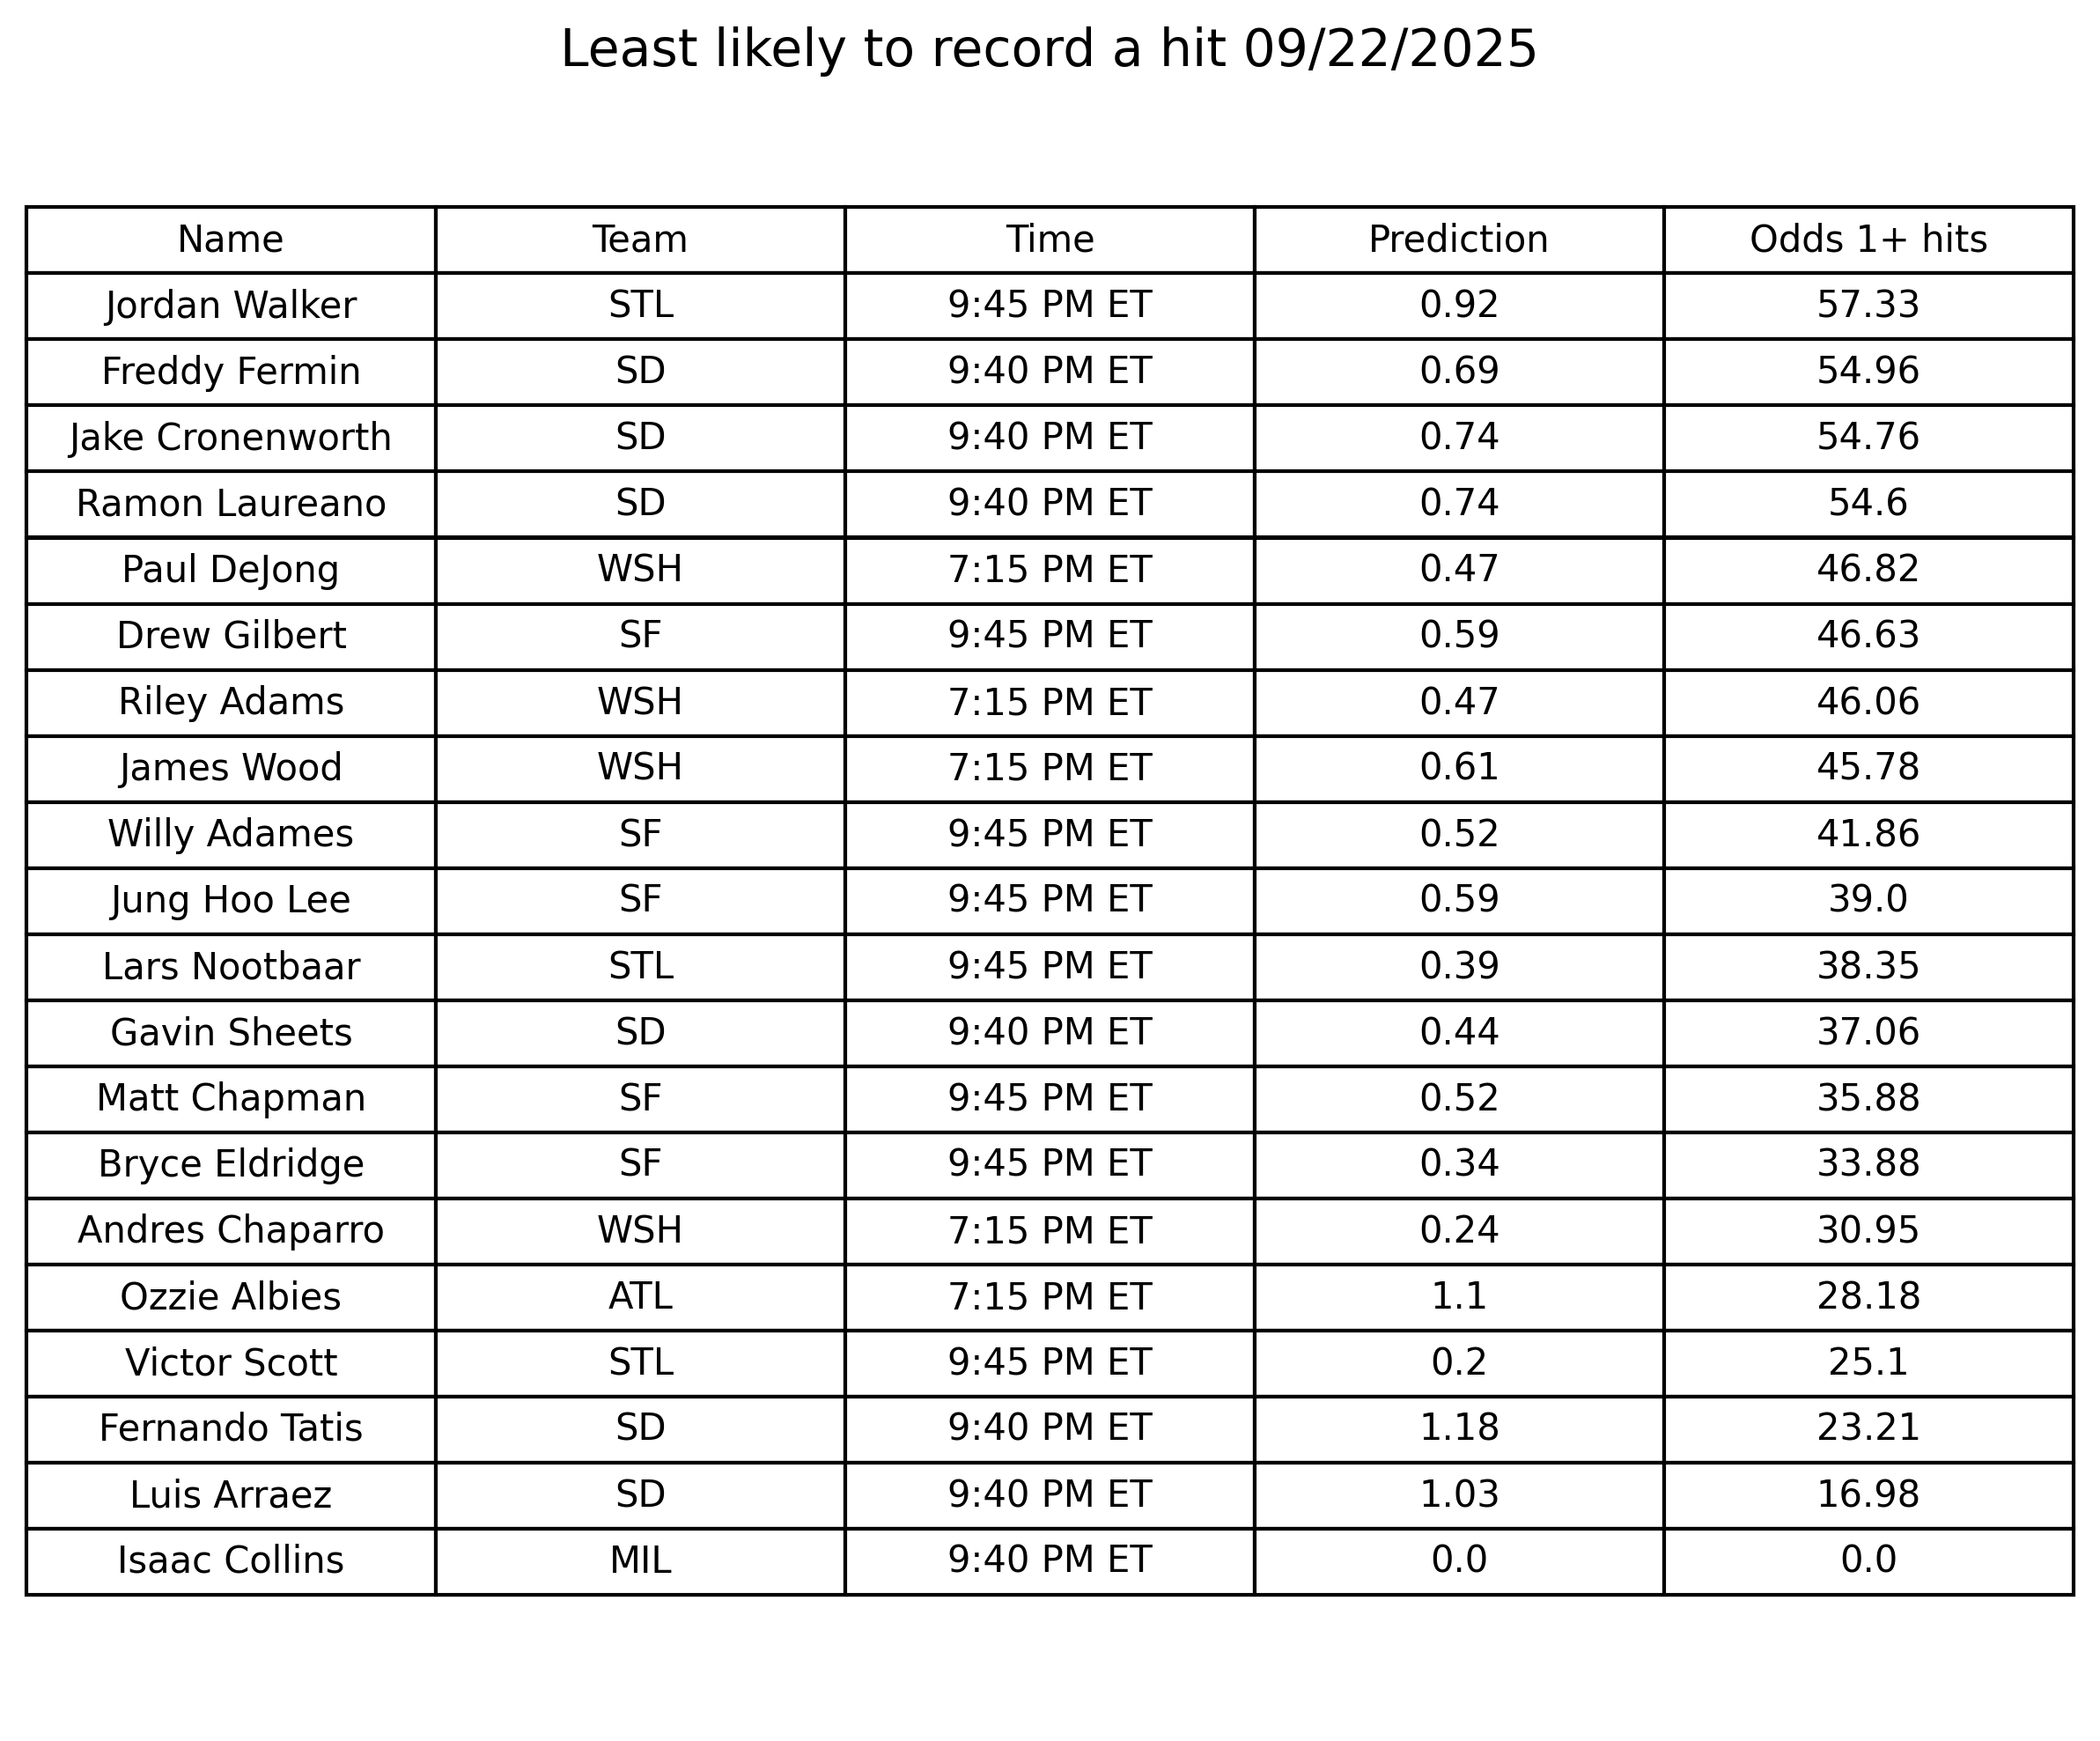 Least likely to record a hit 09/22/2025
Name Team Time Prediction Odds 1+ hits
Jordan Walker STL 9:45 PM ET 0.92 57.33
Freddy Fermin SD 9:40 PM ET 0.69 54.96
Jake Cronenworth SD 9:40 PM ET 0.74 54.76
Ramon Laureano SD 9:40 PM ET 0.74 54.6
Paul DeJong WSH 7:15 PM ET 0.47 46.82
Drew Gilbert SF 9:45 PM ET 0.59 46.63
Riley Adams WSH 7:15 PM ET 0.47 46.06
James Wood WSH 7:15 PM ET 0.61 45.78
Willy Adames SF 9:45 PM ET 0.52 41.86
Jung Hoo Lee SF 9:45 PM ET 0.59 39.0
Lars Nootbaar STL 9:45 PM ET 0.39 38.35
Gavin Sheets SD 9:40 PM ET 0.44 37.06
Matt Chapman SF 9:45 PM ET 0.52 35.88
Bryce Eldridge SF 9:45 PM ET 0.34 33.88
Andres Chaparro WSH 7:15 PM ET 0.24 30.95
Ozzie Albies ATL 7:15 PM ET 1.1 28.18
Victor Scott STL 9:45 PM ET 0.2 25.1
Fernando Tatis SD 9:40 PM ET 1.18 23.21
Luis Arraez SD 9:40 PM ET 1.03 16.98
Isaac Collins MIL 9:40 PM ET 0.0 0.0